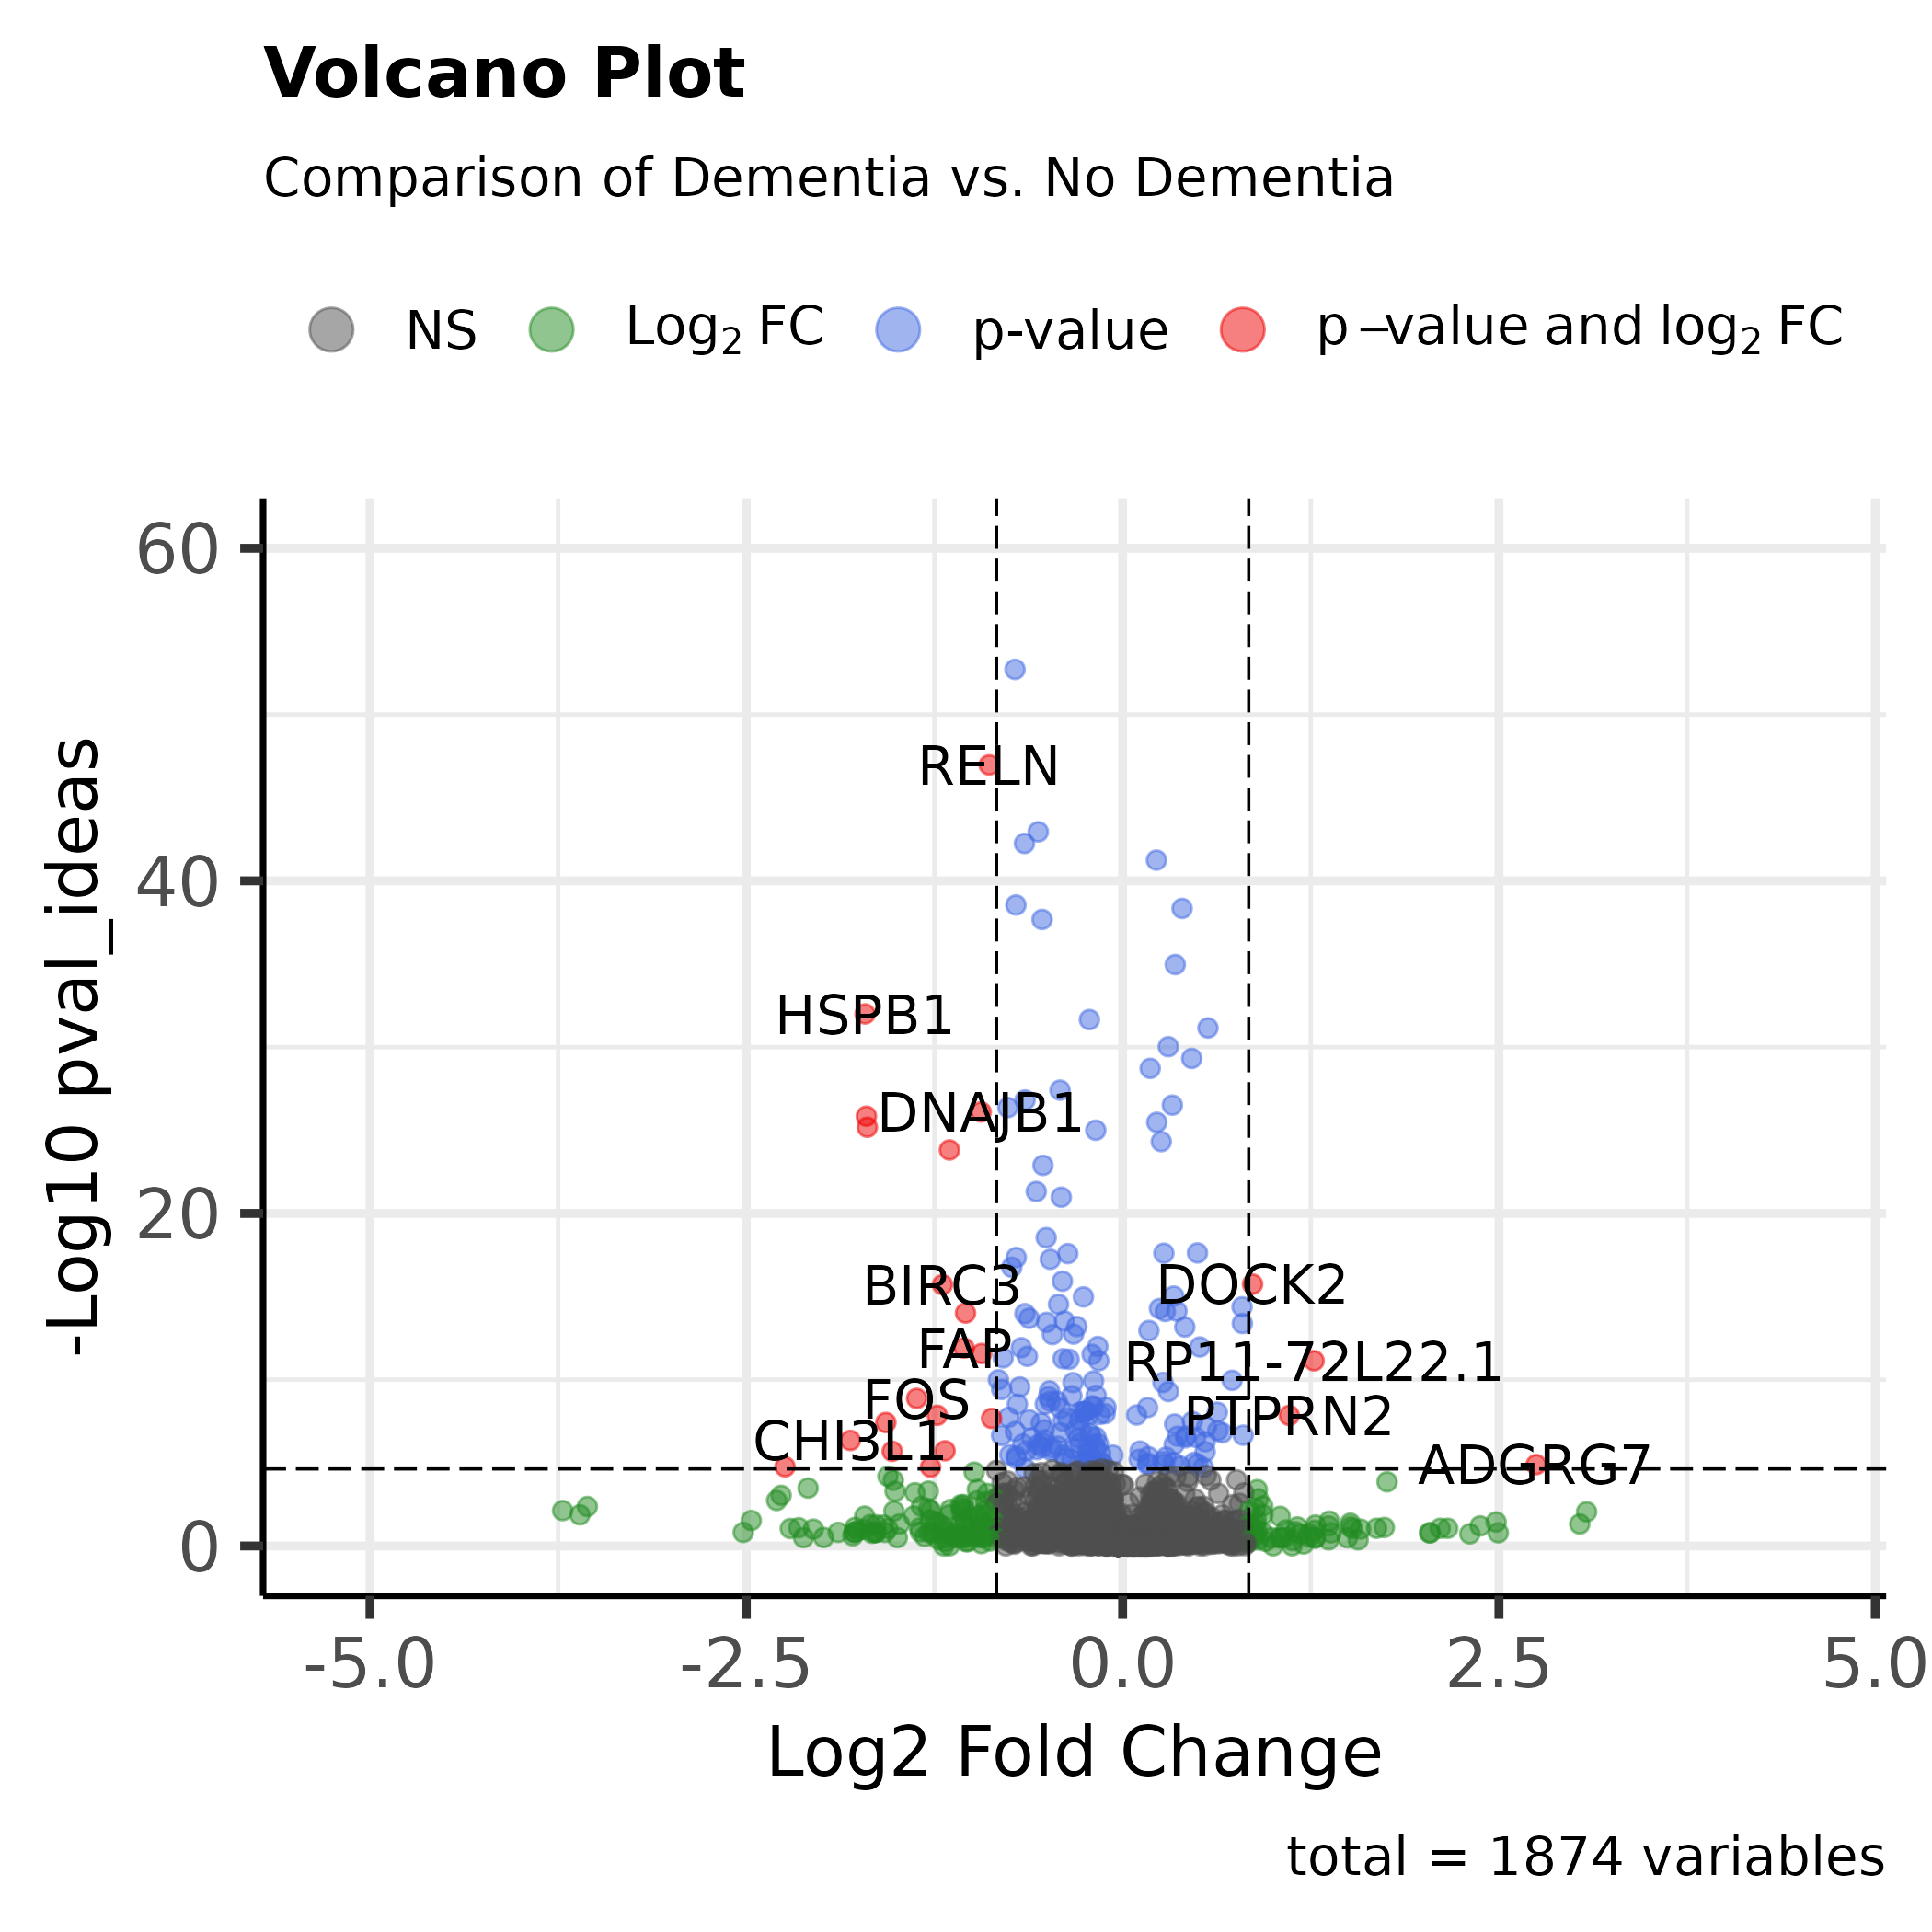 Volcano Plot
Comparison of Dementia vs. No Dementia
NS Log2 FC p-value p−value and log2 FC
60
40
20
0
-Log10 pval_ideas
RELN
HSPB1
DNAJB1
BIRC3
DOCK2
FAP
RP11-72L22.1
FOS
PTPRN2
CHI3L1
ADGRG7
-5.0 -2.5 0.0 2.5 5.0
Log2 Fold Change
total = 1874 variables